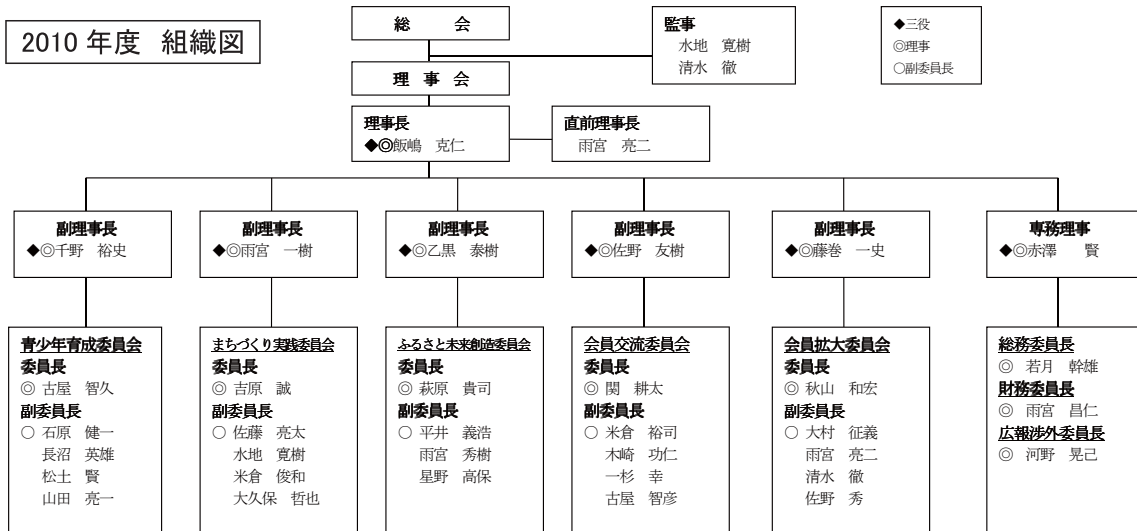 2010年度 組織図
総 会
理 事 会
監事
水地 寛樹
清水 徹
◆三役
◎理事
○副委員長
理事長
◆◎飯嶋 克仁
直前理事長
雨宮 亮二
副理事長
◆◎千野 裕史
副理事長
◆◎雨宮 一樹
副理事長
◆◎乙黒 泰樹
副理事長
◆◎佐野 友樹
副理事長
◆◎藤巻 一史
専務理事
◆◎赤澤 賢
青少年育成委員会
委員長
◎ 古屋 智久
副委員長
○ 石原 健一
長沼 英雄
松土 賢
山田 亮一
まちづくり実践委員会
委員長
◎ 吉原 誠
副委員長
○ 佐藤 亮太
水地 寛樹
米倉 俊和
大久保 哲也
ふるさと未来創造委員会
委員長
◎ 萩原 貴司
副委員長
○ 平井 義浩
雨宮 秀樹
星野 高保
会員交流委員会
委員長
◎ 関 耕太
副委員長
○ 米倉 裕司
木崎 功仁
一杉 幸
古屋 智彦
会員拡大委員会
委員長
◎ 秋山 和宏
副委員長
○ 大村 征義
雨宮 亮二
清水 徹
佐野 秀
総務委員長
◎ 若月 幹雄
財務委員長
◎ 雨宮 昌仁
広報渉外委員長
◎ 河野 晃己